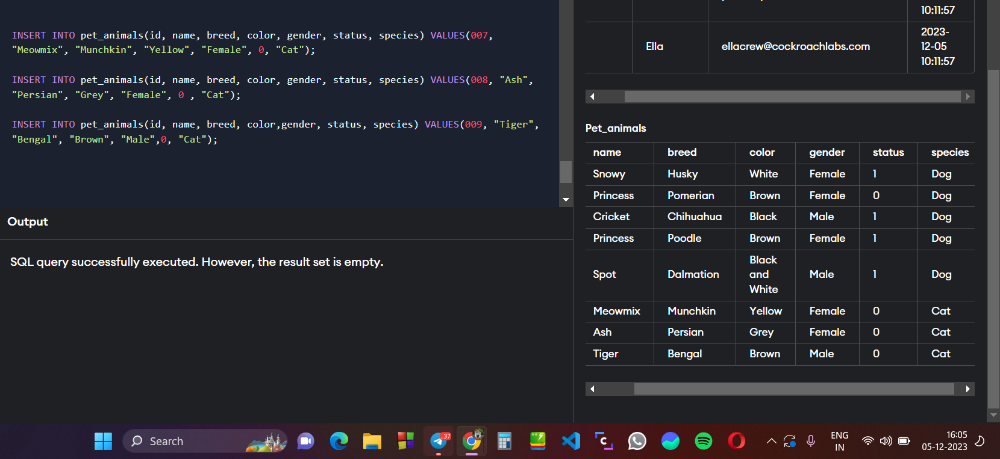 INSERT INTO pet_animals(id, name, breed, color, gender, status, species) VALUES(007,
"Meowmix", "Munchkin", "Yellow", "Female", 0, "Cat");
INSERT INTO pet_animals(id, name, breed, color, gender, status, species) VALUES(008, "Ash",
"Persian", "Grey", "Female", 0 , "Cat");
INSERT INTO pet_animals(id, name, breed, color,gender, status, species) VALUES(009, "Tiger",
"Bengal", "Brown", "Male",0, "Cat");
Output
SQL query successfully executed. However, the result set is empty.
10:11:57
Ella ellacrew@cockroachlabs.com 2023-
12-05
10:11:57
Pet_animals
name breed color gender status species
Snowy Husky White Female 1 Dog
Princess Pomerian Brown Female 0 Dog
Cricket Chihuahua Black Male 1 Dog
Princess Poodle Brown Female 1 Dog
Spot Dalmation Black and White Male 1 Dog
Meowmix Munchkin Yellow Female 0 Cat
Ash Persian Grey Female 0 Cat
Tiger Bengal Brown Male 0 Cat
Search
37
ENG
IN
16:05
05-12-2023